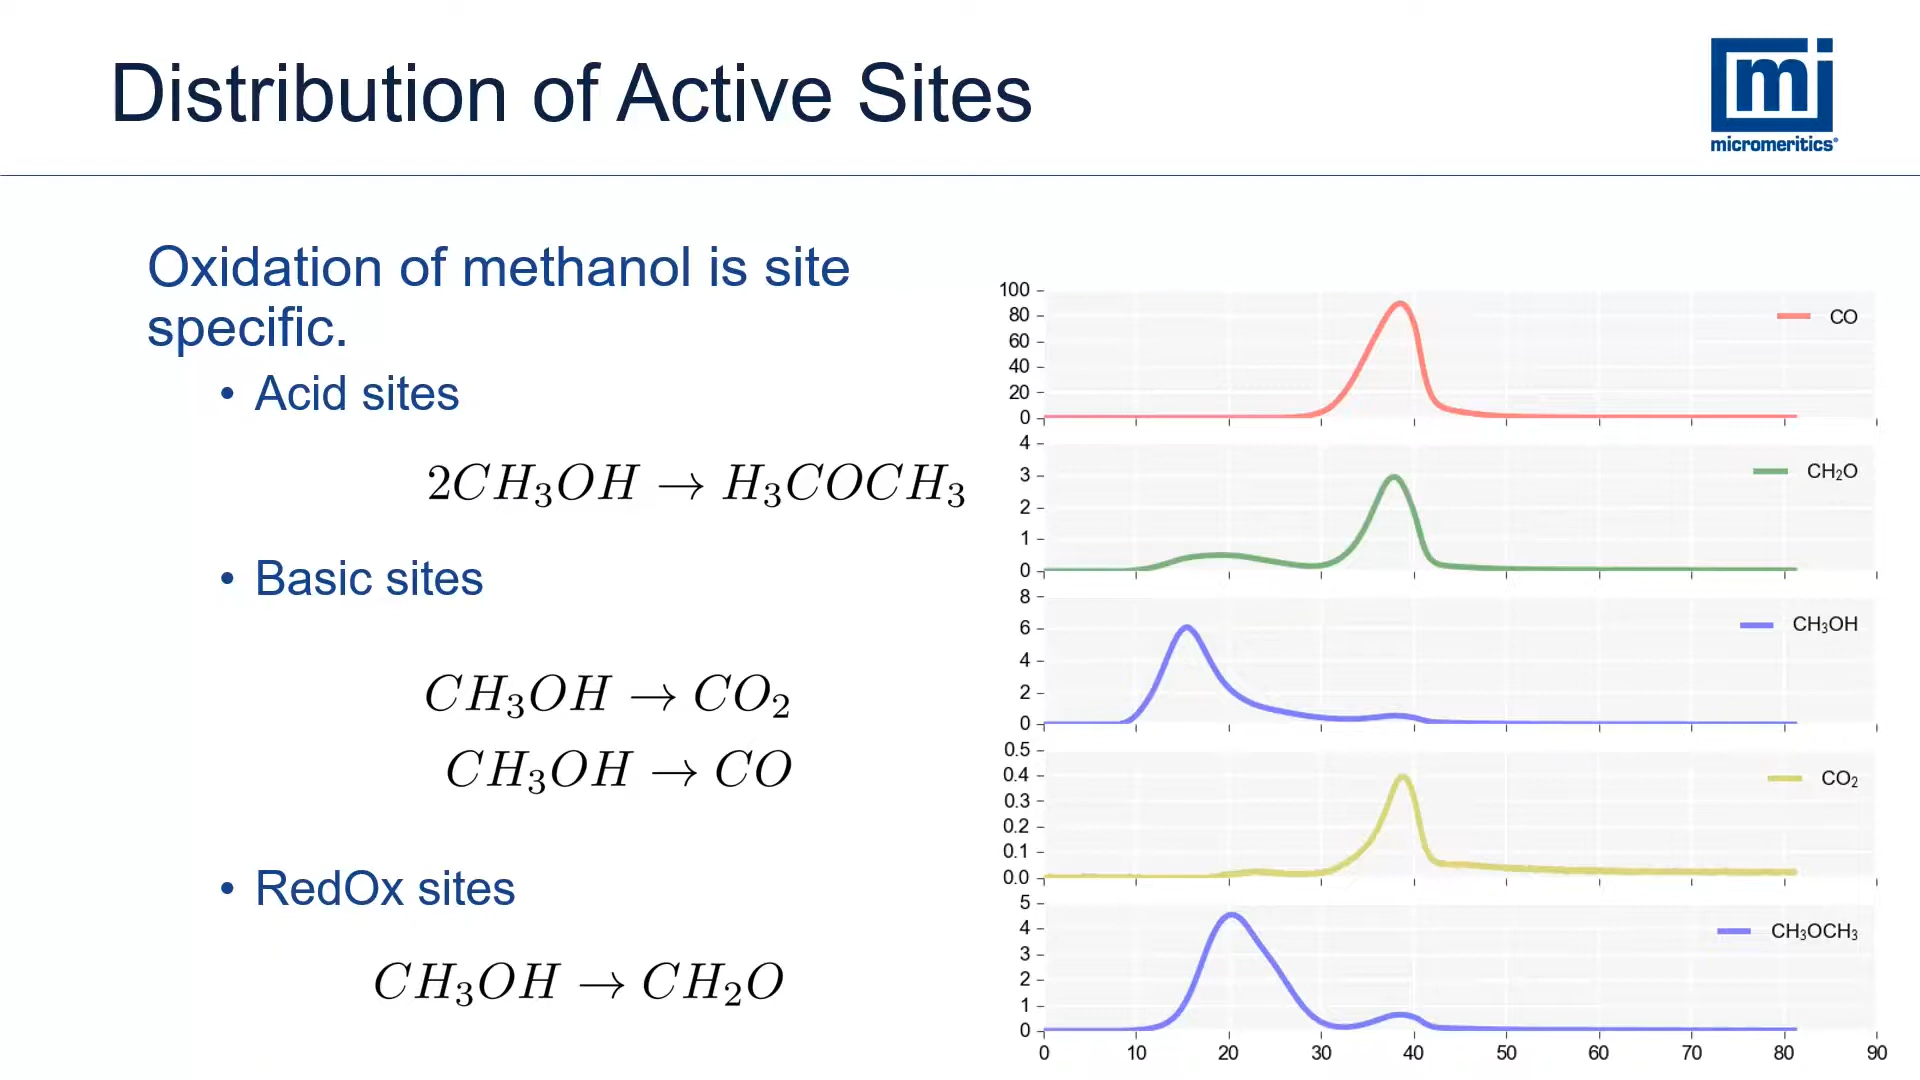 Distribution of Active Sites
mi
micromeritics®
Oxidation of methanol is site
specific.
• Acid sites
2CH₃OH → H₃COCH₃
• Basic sites
CH₃OH → CO₂
CH₃OH → CO
• RedOx sites
CH₃OH → CH₂O
100
80
60
40
20
0
CO
4
3
2
1
0
CH₂O
8
6
4
2
0
CH₃OH
0.5
0.4
0.3
0.2
0.1
0.0
CO₂
5
4
3
2
1
0
CH₃OCH₃
0 10 20 30 40 50 60 70 80 90